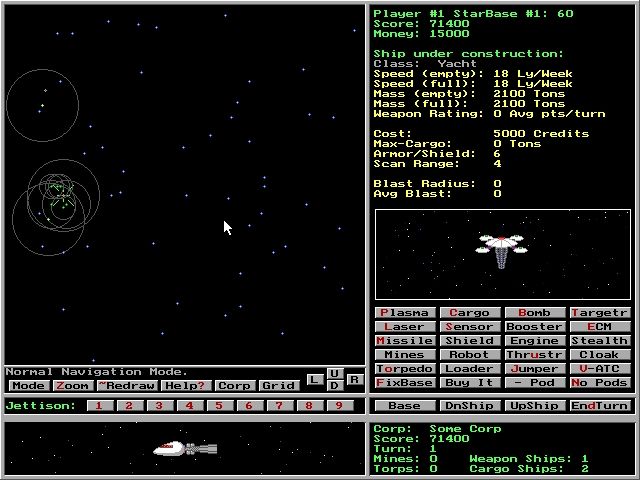 Player #1 StarBase #1: 60
Score: 71400
Money: 15000
Ship under construction:
Class: Yacht
Speed (empty): 18 Ly/Week
Speed (full): 18 Ly/Week
Mass (empty): 2100 Tons
Mass (full): 2100 Tons
Weapon Rating: 0 Avg pts/turn
Cost: 5000 Credits
Max-Cargo: 0 Tons
Armor/Shield: 6
Scan Range: 4
Blast Radius: 0
Avg Blast: 0
Plasma Cargo Bomb Targetr
Laser Sensor Booster ECM
Missile Shield Engine Stealth
Mines Robot Thrustr Cloak
Torpedo Loader Jumper V-ATC
FixBase Buy It - Pod No Pods
Base DnShip UpShip EndTurn
Normal Navigation Mode.
Mode Zoom ~Redraw Help? Corp Grid L U D R
Jettison: 1 2 3 4 5 6 7 8 9
Corp: Some Corp
Score: 71400
Turn: 1
Mines: 0 Weapon Ships: 1
Torps: 0 Cargo Ships: 2